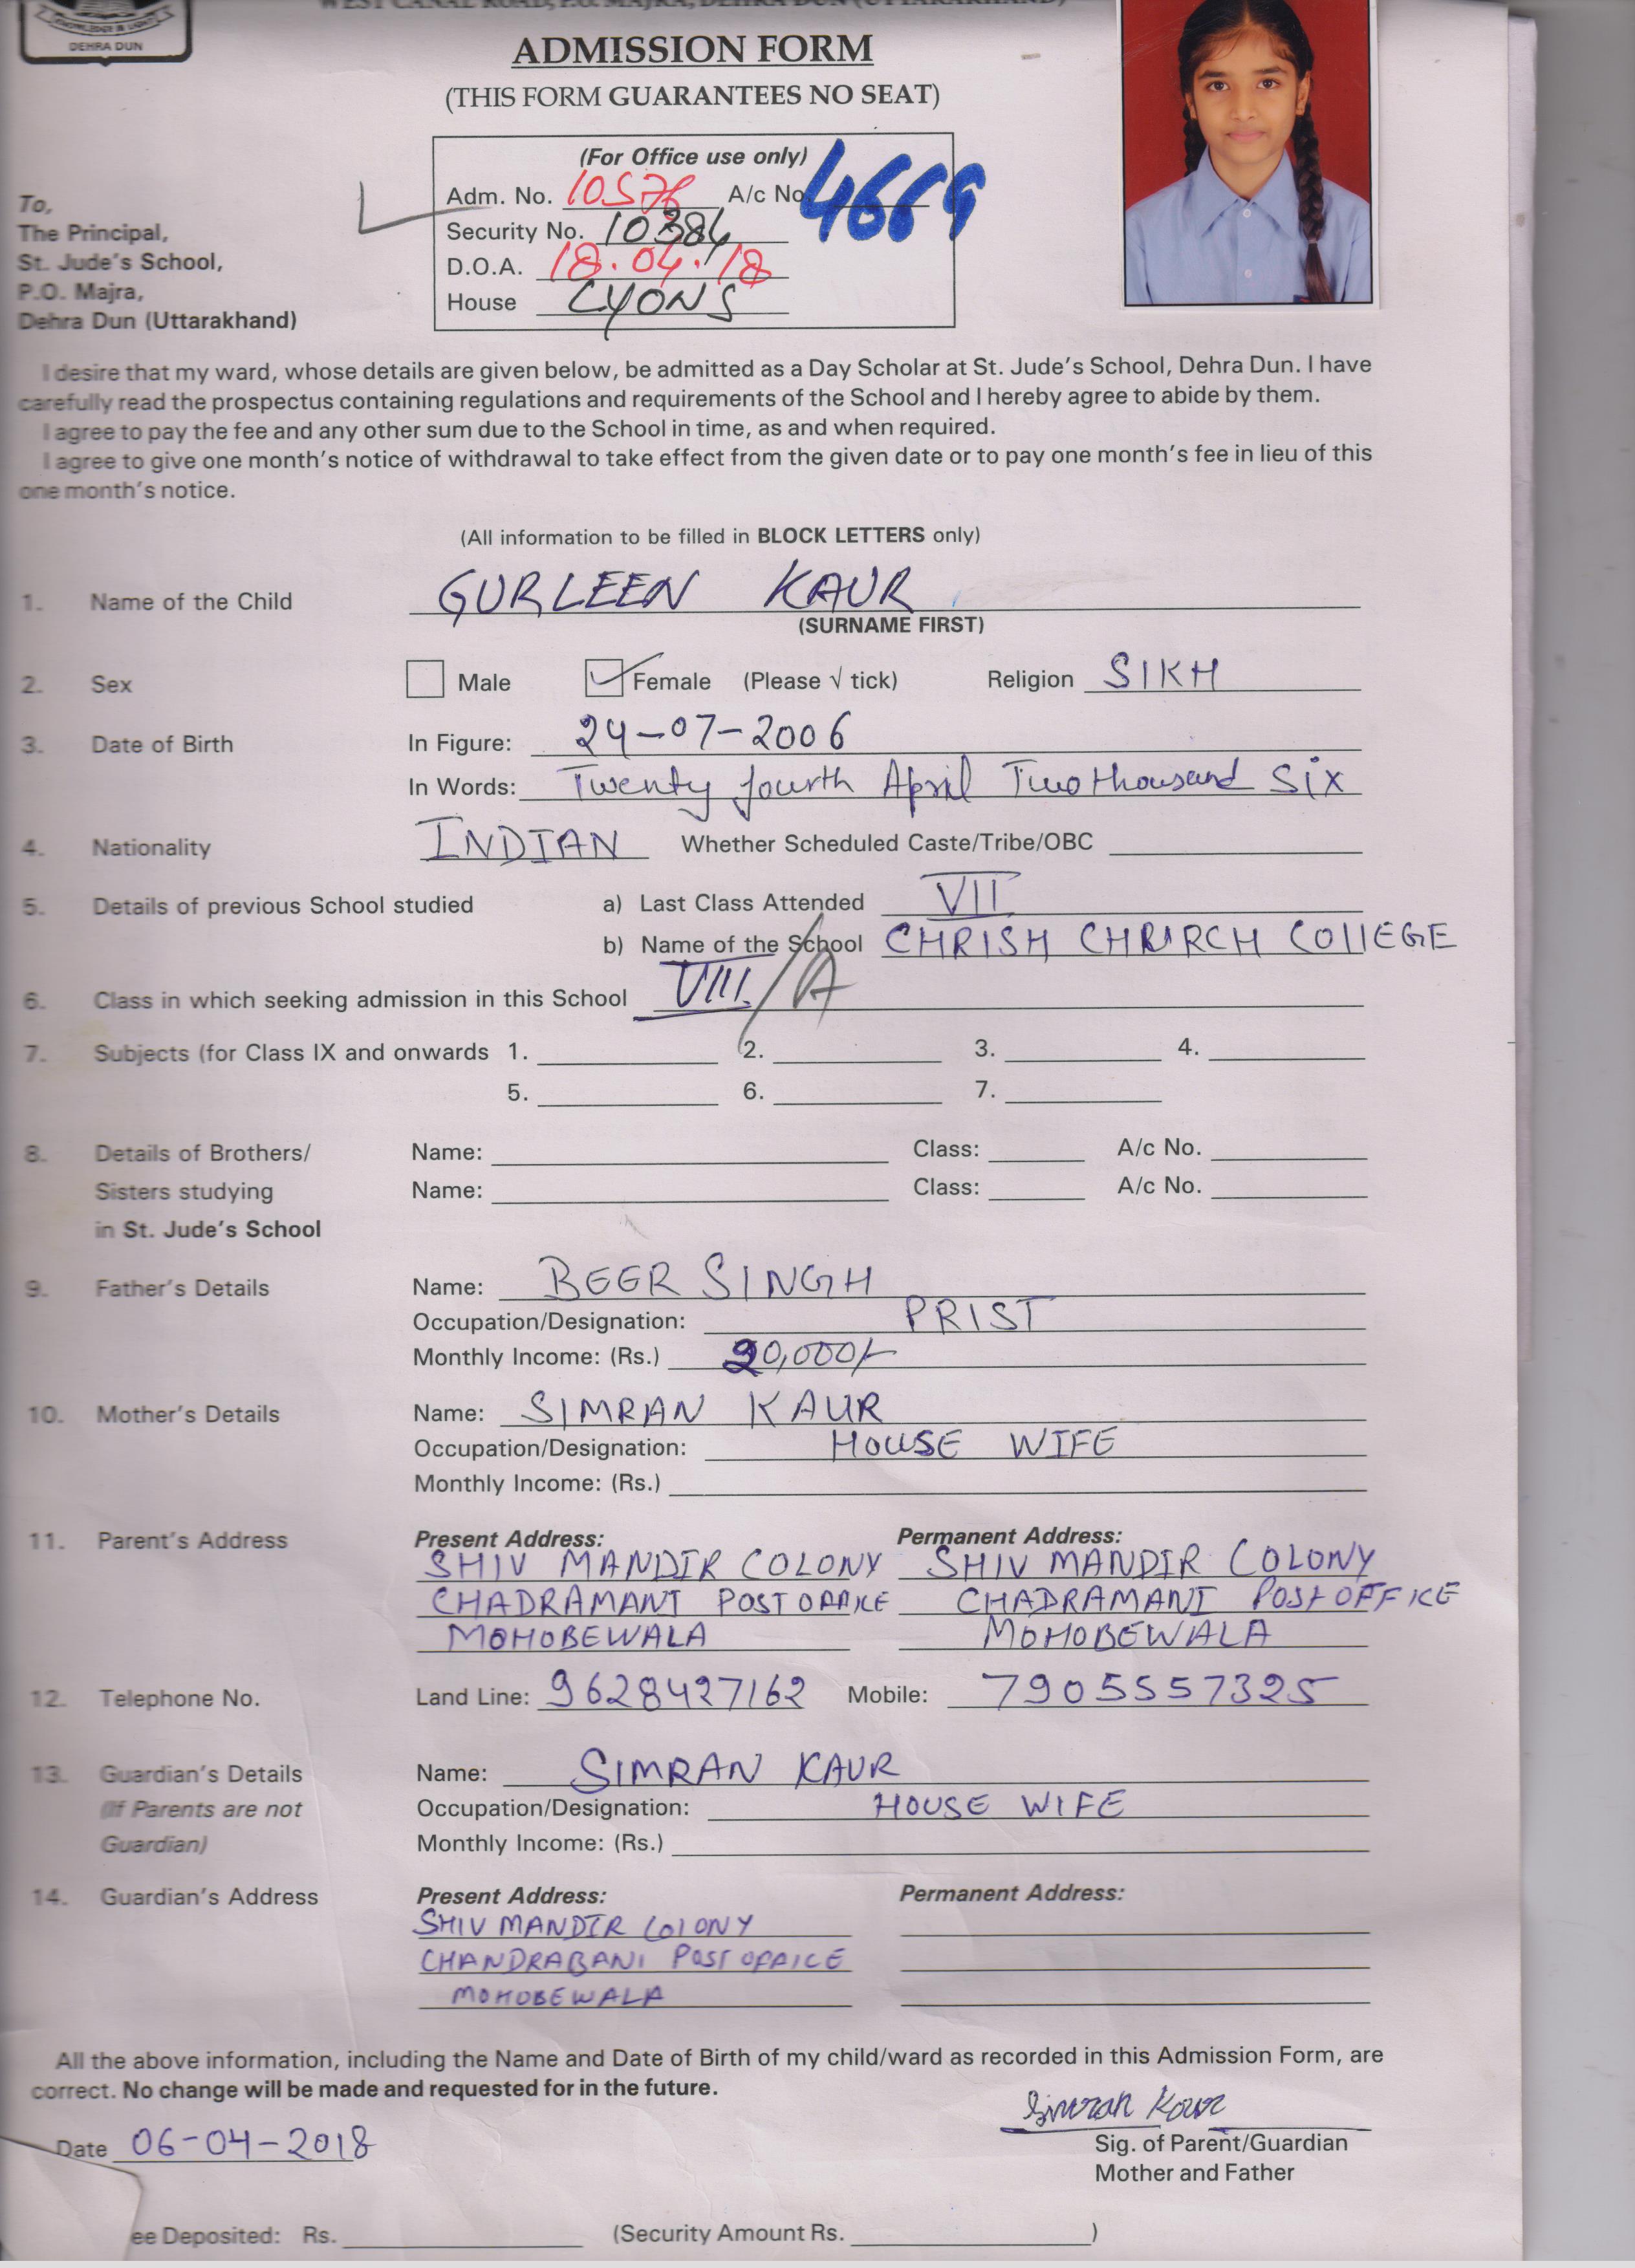 DEHRA DUN
ADMISSION FORM
(THIS FORM GUARANTEES NO SEAT)
(For Office use only)
Adm. No. 10576 A/c No. 4669
Security No. 10384
D.O.A. 18.04.18
House LYONS
To,
The Principal,
St. Jude's School,
P.O. Majra,
Dehra Dun (Uttarakhand)
I desire that my ward, whose details are given below, be admitted as a Day Scholar at St. Jude's School, Dehra Dun. I have
carefully read the prospectus containing regulations and requirements of the School and I hereby agree to abide by them.
I agree to pay the fee and any other sum due to the School in time, as and when required.
I agree to give one month's notice of withdrawal to take effect from the given date or to pay one month's fee in lieu of this
one month's notice.
(All information to be filled in BLOCK LETTERS only)
1. Name of the Child GURLEEN KAUR
(SURNAME FIRST)
2. Sex Male Female (Please √ tick) Religion SIKH
3. Date of Birth In Figure: 24-07-2006
In Words: Twenty fourth April Two thousand Six
4. Nationality INDIAN Whether Scheduled Caste/Tribe/OBC
5. Details of previous School studied a) Last Class Attended VII
b) Name of the School CHRISH CHRIRCH COllEGE
6. Class in which seeking admission in this School VIII/A
7. Subjects (for Class IX and onwards 1. 2. 3. 4.
5. 6. 7.
8. Details of Brothers/ Name: Class: A/c No.
Sisters studying Name: Class: A/c No.
in St. Jude's School
9. Father's Details Name: BEER SINGH
Occupation/Designation: PRIST
Monthly Income: (Rs.) 20,000/-
10. Mother's Details Name: SIMRAN KAUR
Occupation/Designation: HOUSE WIFE
Monthly Income: (Rs.)
11. Parent's Address Present Address: Permanent Address:
SHIV MANDIR COLONY SHIV MANDIR COLONY
CHADRAMANI POST OFFICE CHADRAMANI POST OFFICE
MOHOBEWALA MOHOBEWALA
12. Telephone No. Land Line: 9628427162 Mobile: 7905557325
13. Guardian's Details Name: SIMRAN KAUR
(If Parents are not Occupation/Designation: HOUSE WIFE
Guardian) Monthly Income: (Rs.)
14. Guardian's Address Present Address: Permanent Address:
SHIV MANDIR COlONY
CHANDRABANI POST OFFICE
MOHOBEWALA
All the above information, including the Name and Date of Birth of my child/ward as recorded in this Admission Form, are
correct. No change will be made and requested for in the future.
Simran Kour
Date 06-04-2018
Sig. of Parent/Guardian
Mother and Father
ee Deposited: Rs. (Security Amount Rs. )